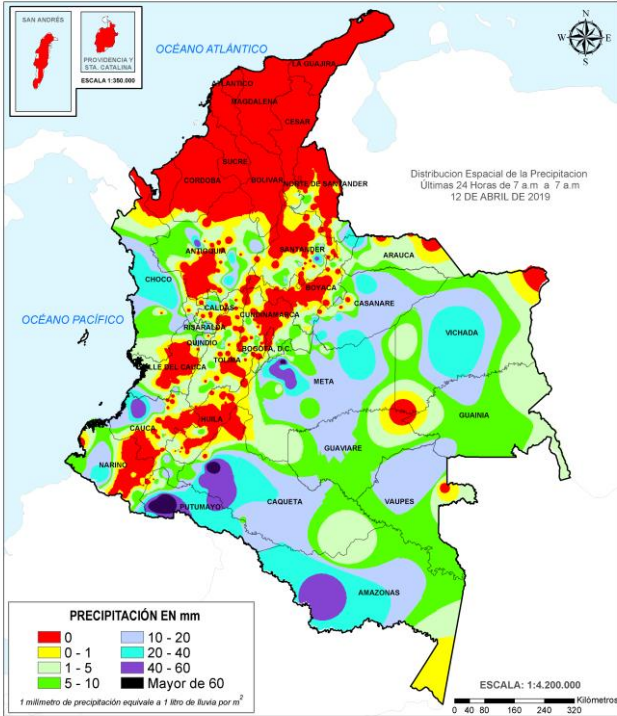 SAN ANDRÉS
PROVIDENCIA Y
STA. CATALINA
ESCALA 1:350.000
OCÉANO ATLÁNTICO
N
W
E
S
LA GUAJIRA
ATLANTICO
MAGDALENA
CESAR
SUCRE
CORDOBA
BOLIVAR
NORTE DE SANTANDER
Distribucion Espacial de la Precipitacion
Últimas 24 Horas de 7 a.m a 7 a.m
12 DE ABRIL DE 2019
ANTIOQUIA
SANTANDER
ARAUCA
CHOCO
BOYACA
CASANARE
CALDAS
CUNDINAMARCA
OCÉANO PACÍFICO
RISARALDA
VICHADA
QUINDIO
BOGOTA, D.C.
TOLIMA
VALLE DEL CAUCA
META
GUAINIA
CAUCA
HUILA
GUAVIARE
NARIÑO
CAQUETA
VAUPES
PUTUMAYO
AMAZONAS
PRECIPITACIÓN EN mm
0
10 - 20
0 - 1
20 - 40
1 - 5
40 - 60
5 - 10
Mayor de 60
1 milímetro de precipitación equivale a 1 litro de lluvia por m2
ESCALA: 1:4.200.000
Kilómetros
0 40 80 160 240 320